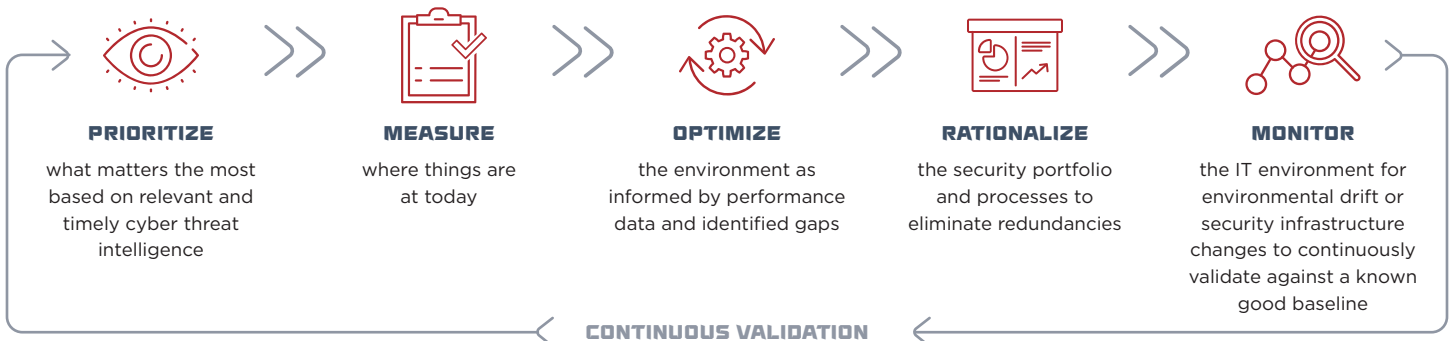 PRIORITIZE
what matters the most
based on relevant and
timely cyber threat
intelligence
MEASURE
where things are
at today
OPTIMIZE
the environment as
informed by performance
data and identified gaps
RATIONALIZE
the security portfolio
and processes to
eliminate redundancies
MONITOR
the IT environment for
environmental drift or
security infrastructure
changes to continuously
validate against a known
good baseline
CONTINUOUS VALIDATION